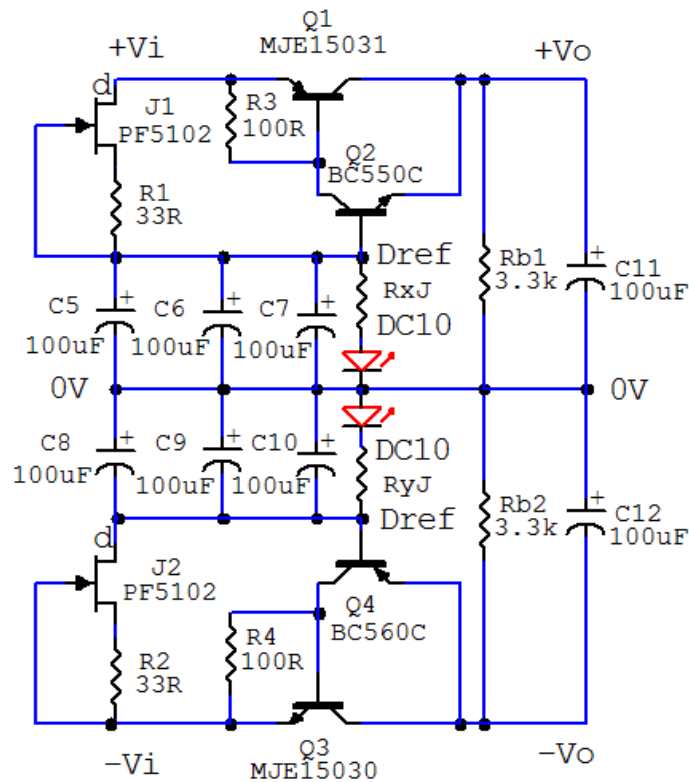 Q1
+Vi
MJE15031
+Vo
d
J1
PF5102
R3
100R
Q2
BC550C
R1
33R
Dref
Rb1
3.3k
C11
100uF
RxJ
DC10
C5
100uF
C6
100uF
C7
100uF
0V
0V
C8
100uF
C9
100uF
C10
100uF
DC10
RyJ
Dref
Rb2
3.3k
C12
100uF
d
J2
PF5102
Q4
BC560C
R4
100R
R2
33R
-Vi
Q3
MJE15030
-Vo
+
+
+
+
+
+
+
+